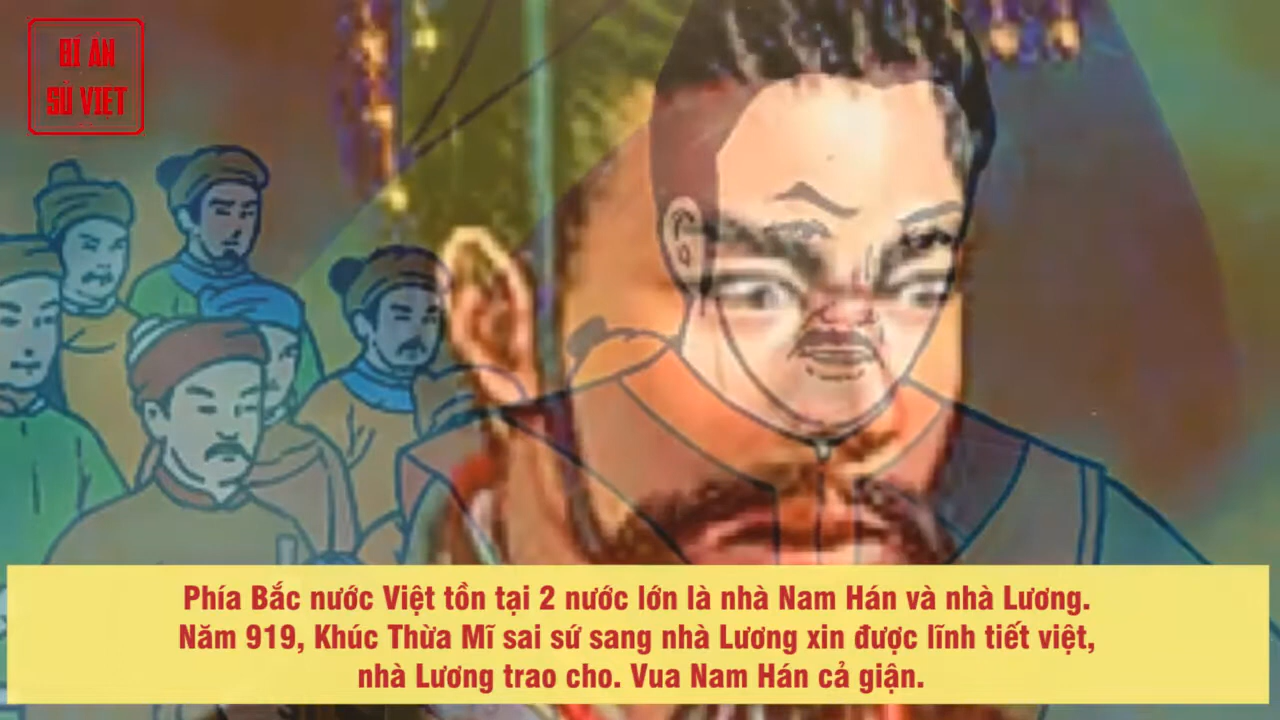 BÍ ẨN
SỬ VIỆT
Phía Bắc nước Việt tồn tại 2 nước lớn là nhà Nam Hán và nhà Lương.
Năm 919, Khúc Thừa Mĩ sai sứ sang nhà Lương xin được lĩnh tiết việt,
nhà Lương trao cho. Vua Nam Hán cả giận.